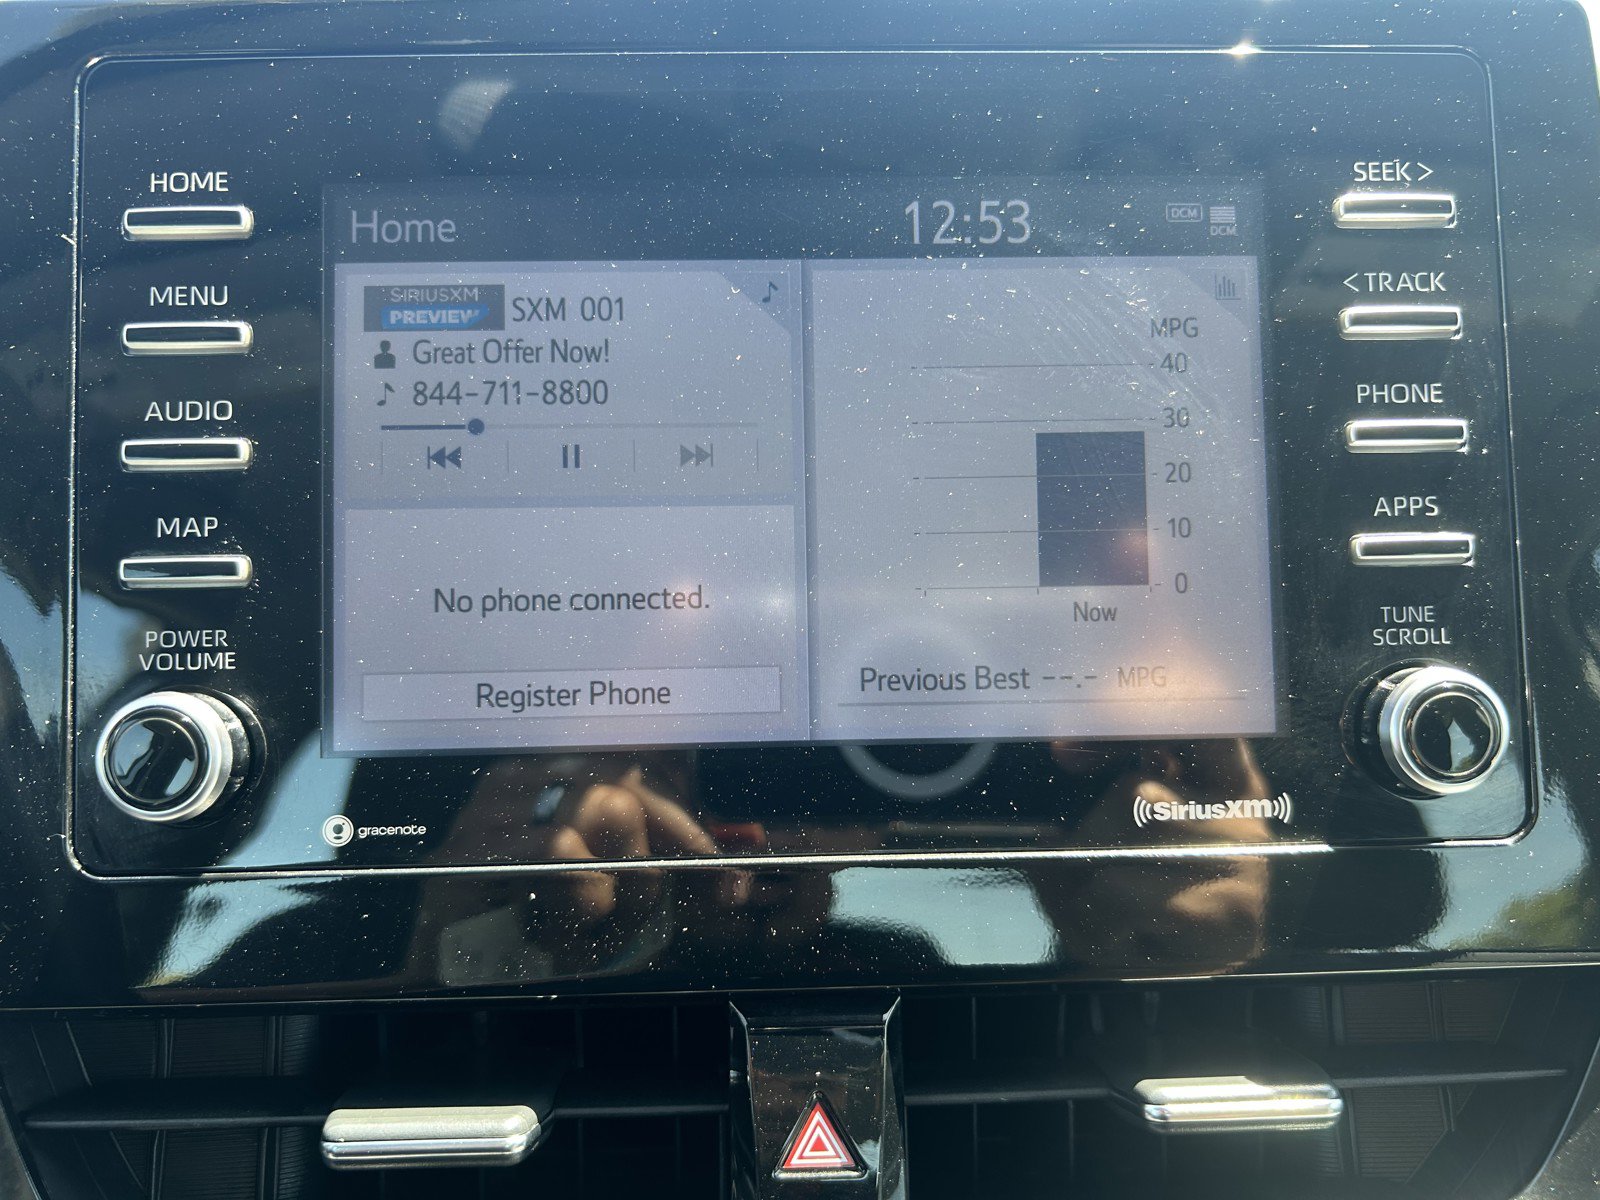 HOME
MENU
AUDIO
MAP
POWER
VOLUME
Home
12:53
DCM
DCM
SIRIUSXM
PREVIEW
SXM 001
Great Offer Now!
844-711-8800
No phone connected.
Register Phone
MPG
40
30
20
10
0
Now
Previous Best --.- MPG
SEEK >
< TRACK
PHONE
APPS
TUNE
SCROLL
gracenote
SiriusXM